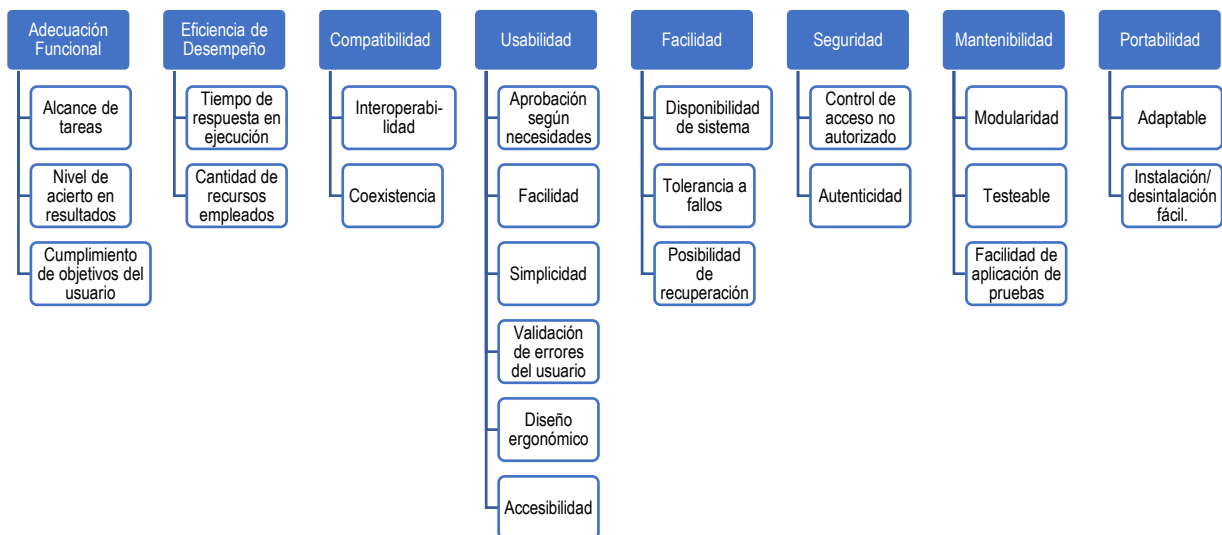 Adecuación
Funcional
Alcance de
tareas
Nivel de
acierto en
resultados
Cumplimiento
de objetivos del
usuario
Eficiencia de
Desempeño
Tiempo de
respuesta en
ejecución
Cantidad de
recursos
empleados
Compatibilidad
Interoperabi-
lidad
Coexistencia
Usabilidad
Aprobación
según
necesidades
Facilidad
Simplicidad
Validación
de errores
del usuario
Diseño
ergonómico
Accesibilidad
Facilidad
Disponibilidad
de sistema
Tolerancia a
fallos
Posibilidad
de
recuperación
Seguridad
Control de
acceso no
autorizado
Autenticidad
Mantenibilidad
Modularidad
Testeable
Facilidad de
aplicación de
pruebas
Portabilidad
Adaptable
Instalación/
desintalación
fácil.